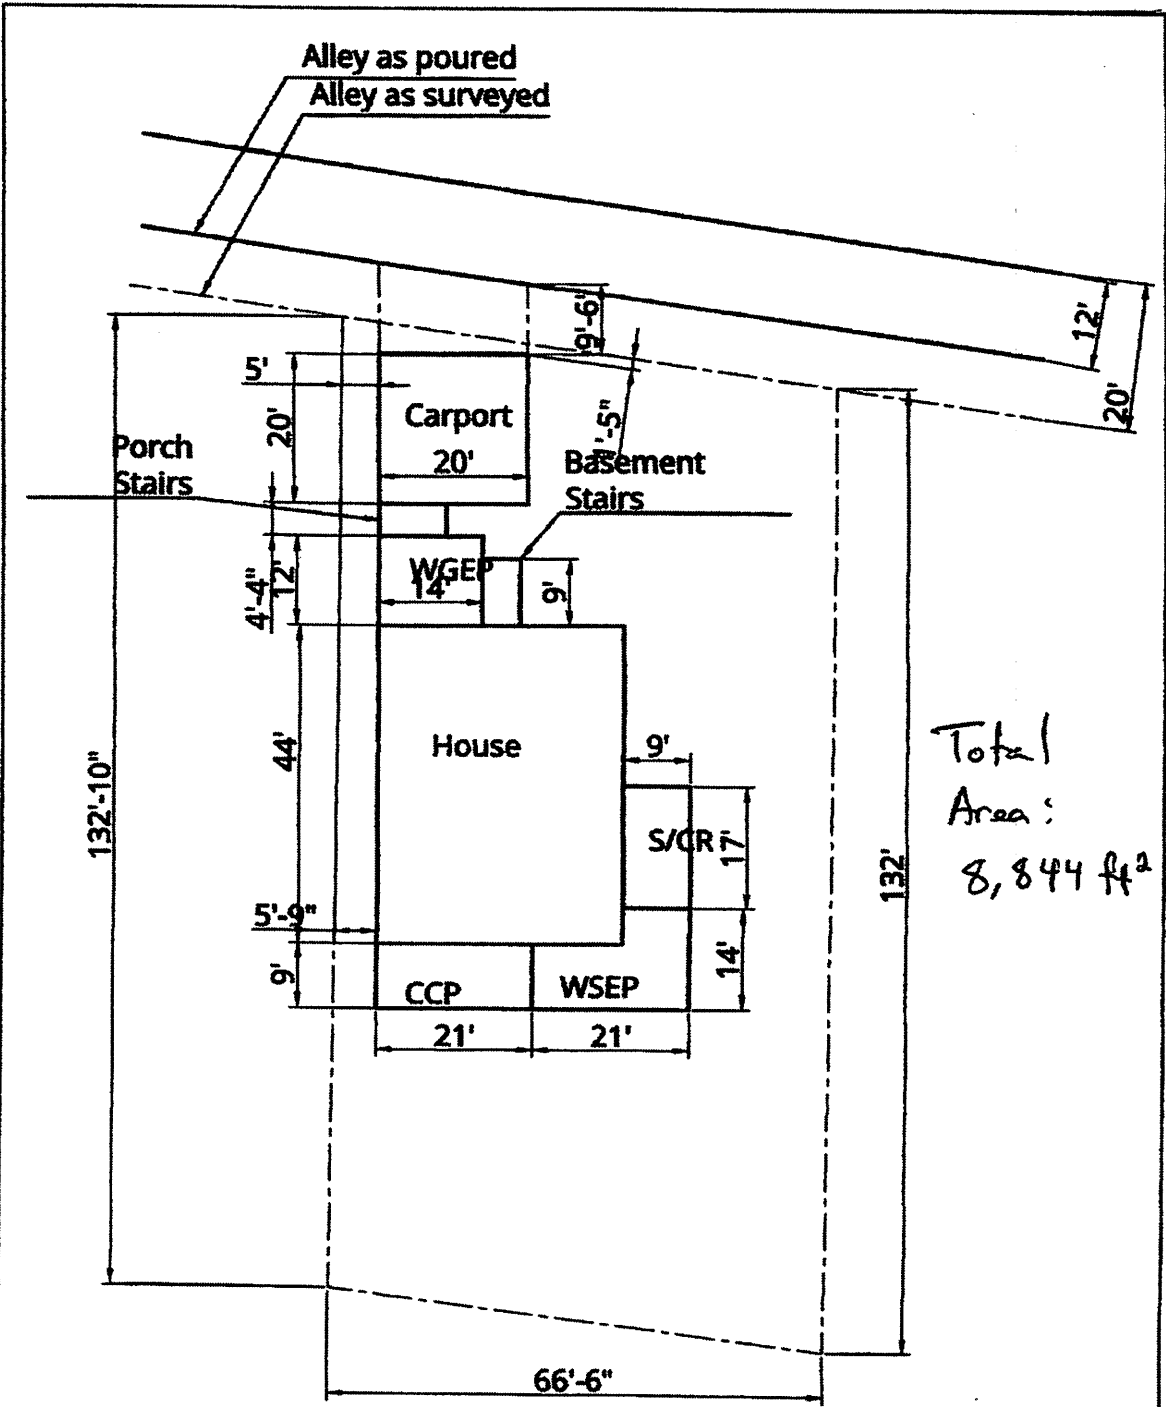 Alley as poured
Alley as surveyed
9'-6"
12'
20'
5'
20'
Carport
20'
Porch
Stairs
Basement
Stairs
WGEP
14'
12'
4'-4"
9'
House
44'
9'
S/CR
17'
132'-10"
132'
Total
Area:
8,844 ft²
5'-9"
9'
14'
CCP
WSEP
21'
21'
66'-6"